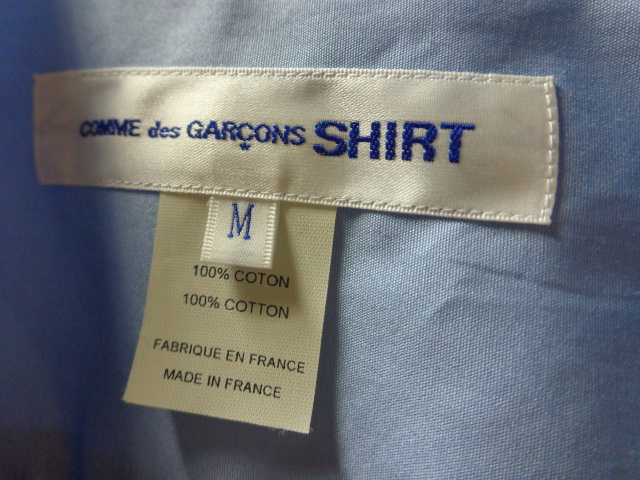 COMME des GARÇONS SHIRT
M
100% COTON
100% COTTON
FABRIQUE EN FRANCE
MADE IN FRANCE